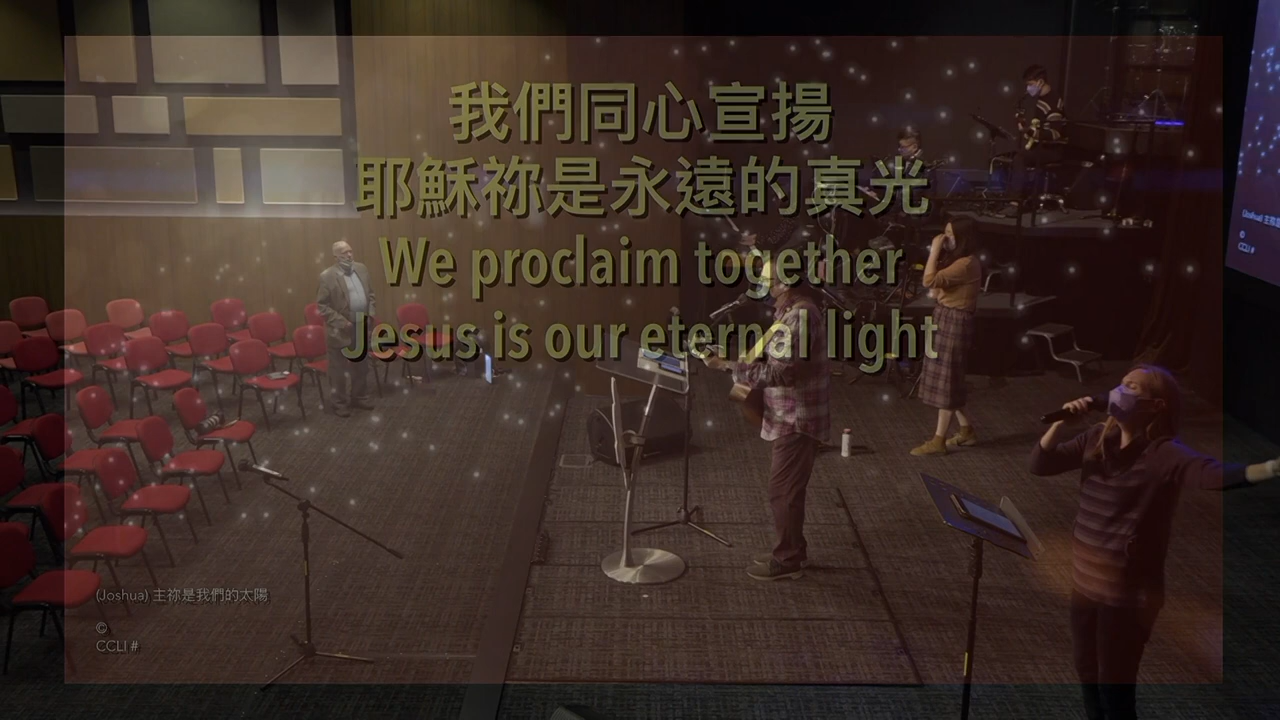 我們同心宣揚
耶穌祢是永遠的真光
We proclaim together
Jesus is our eternal light
(Joshua) 主祢是我們的太陽
©
CCLI #
©
CCLI #